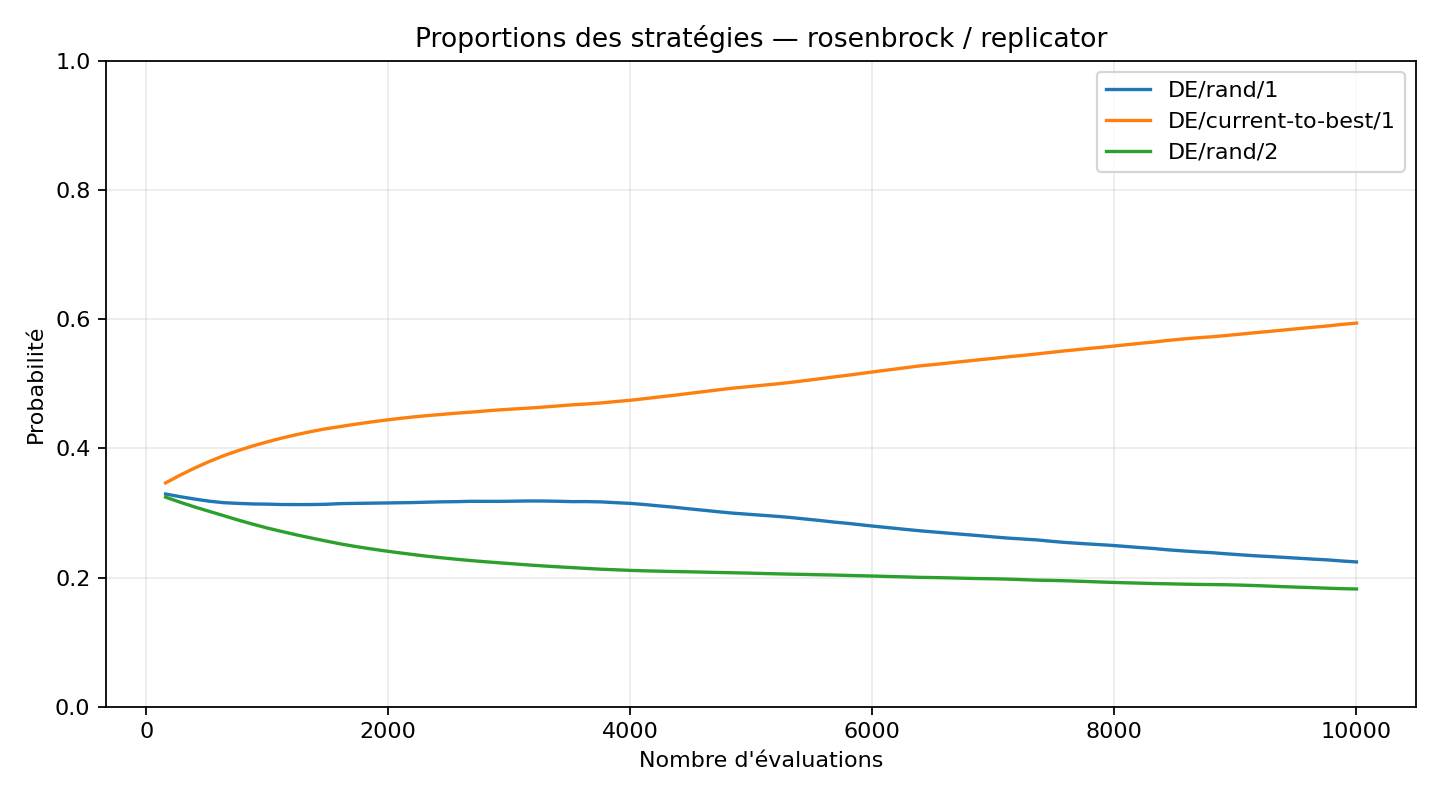 Proportions des stratégies — rosenbrock / replicator
DE/rand/1
DE/current-to-best/1
DE/rand/2
Probabilité
1.0
0.8
0.6
0.4
0.2
0.0
0 2000 4000 6000 8000 10000
Nombre d'évaluations